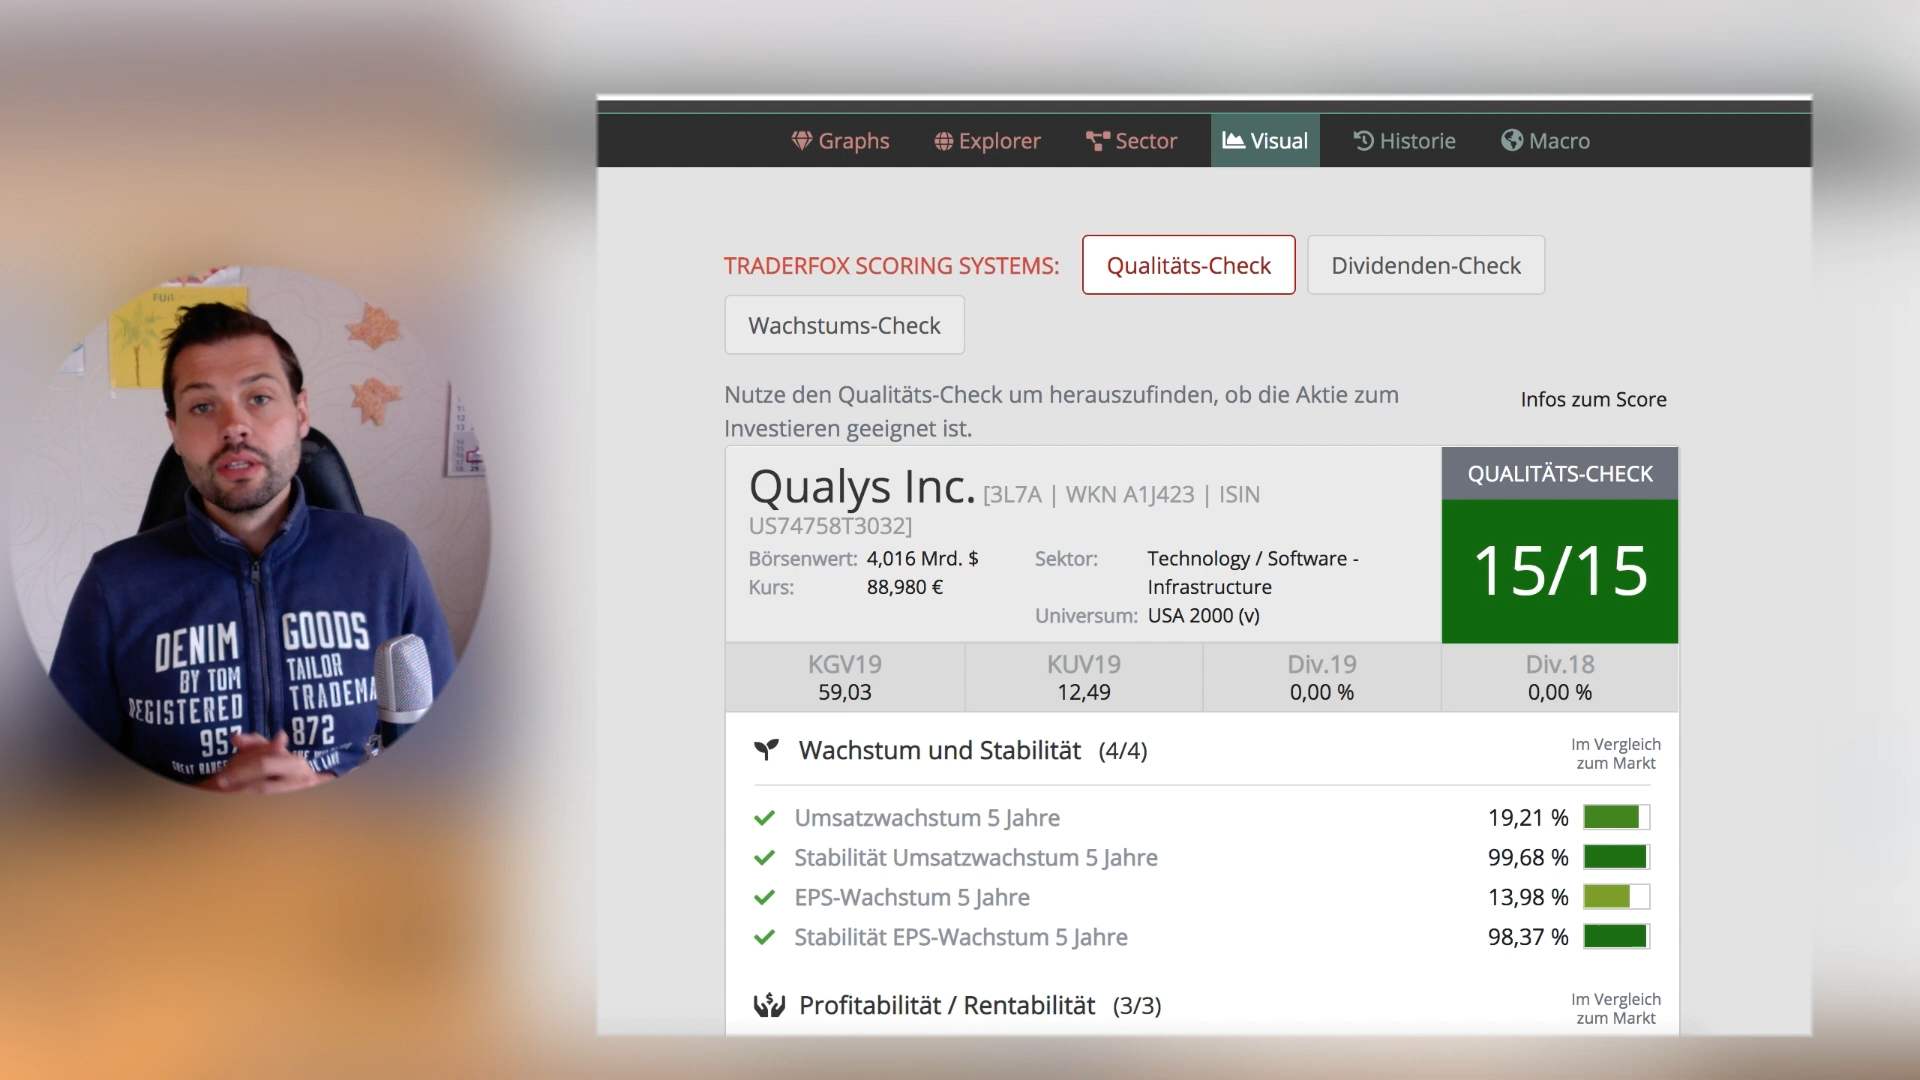 Graphs Explorer Sector Visual Historie Macro
TRADERFOX SCORING SYSTEMS: Qualitäts-Check Dividenden-Check
Wachstums-Check
Nutze den Qualitäts-Check um herauszufinden, ob die Aktie zum
Investieren geeignet ist.
Infos zum Score
Qualys Inc. [3L7A | WKN A1J423 | ISIN
US74758T3032]
Börsenwert: 4,016 Mrd. $
Kurs: 88,980 €
Sektor: Technology / Software -
Infrastructure
Universum: USA 2000 (v)
QUALITÄTS-CHECK
15/15
KGV19 KUV19 Div.19 Div.18
59,03 12,49 0,00 % 0,00 %
Wachstum und Stabilität (4/4)
Im Vergleich
zum Markt
Umsatzwachstum 5 Jahre 19,21 %
Stabilität Umsatzwachstum 5 Jahre 99,68 %
EPS-Wachstum 5 Jahre 13,98 %
Stabilität EPS-Wachstum 5 Jahre 98,37 %
Profitabilität / Rentabilität (3/3)
Im Vergleich
zum Markt
DENIM GOODS
BY TOM TAILOR
REGISTERED TRADEMA
957 872